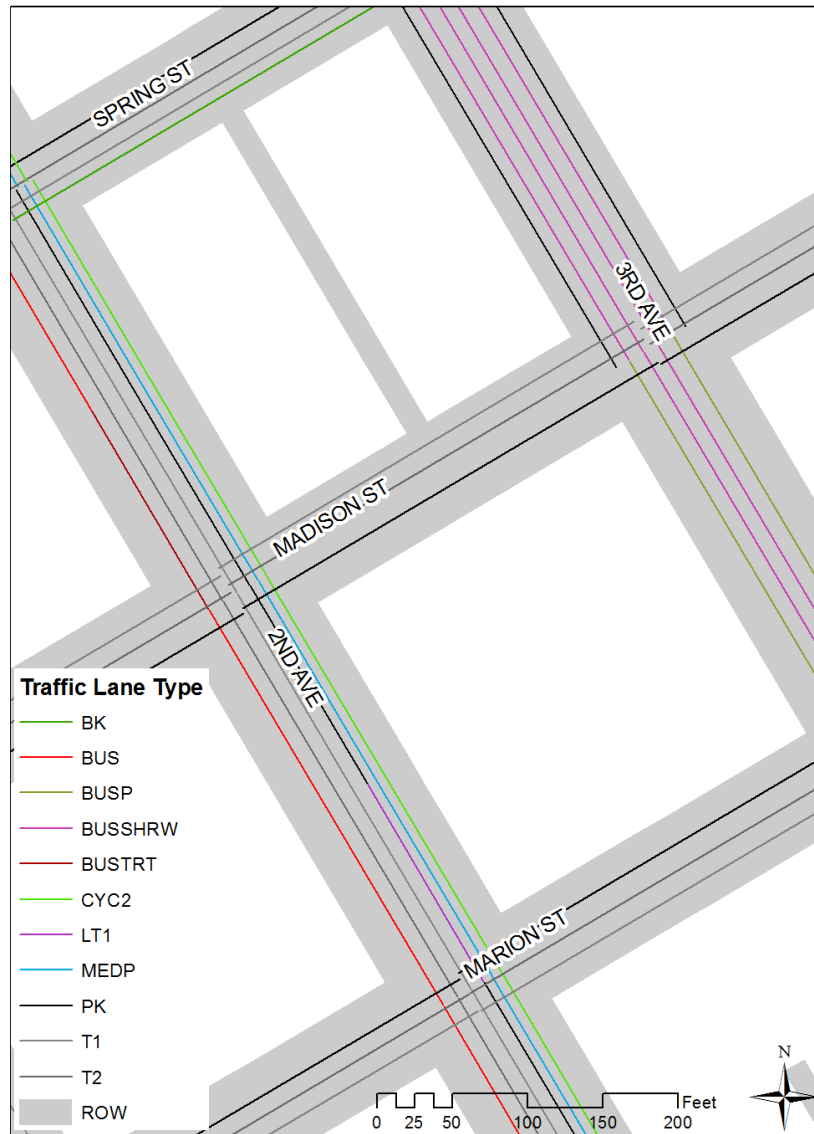 SPRING ST
3RD AVE
MADISON ST
2ND AVE
MARION ST
Traffic Lane Type
BK
BUS
BUSP
BUSSHRW
BUSTRT
CYC2
LT1
MEDP
PK
T1
T2
ROW
N
Feet
0 25 50 100 150 200